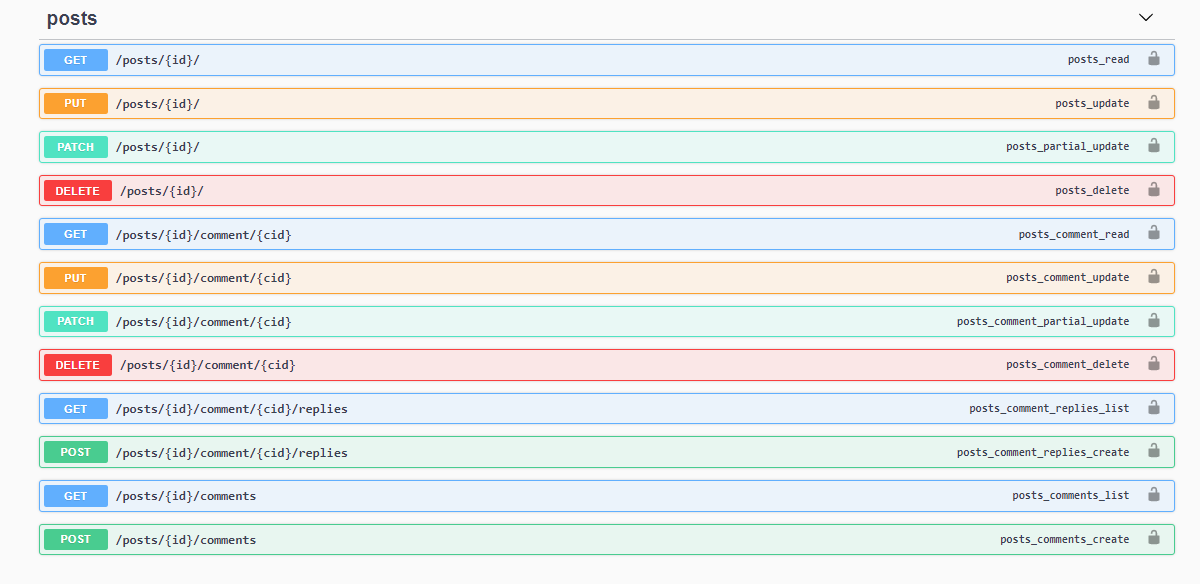 posts
GET /posts/{id}/ posts_read
PUT /posts/{id}/ posts_update
PATCH /posts/{id}/ posts_partial_update
DELETE /posts/{id}/ posts_delete
GET /posts/{id}/comment/{cid} posts_comment_read
PUT /posts/{id}/comment/{cid} posts_comment_update
PATCH /posts/{id}/comment/{cid} posts_comment_partial_update
DELETE /posts/{id}/comment/{cid} posts_comment_delete
GET /posts/{id}/comment/{cid}/replies posts_comment_replies_list
POST /posts/{id}/comment/{cid}/replies posts_comment_replies_create
GET /posts/{id}/comments posts_comments_list
POST /posts/{id}/comments posts_comments_create